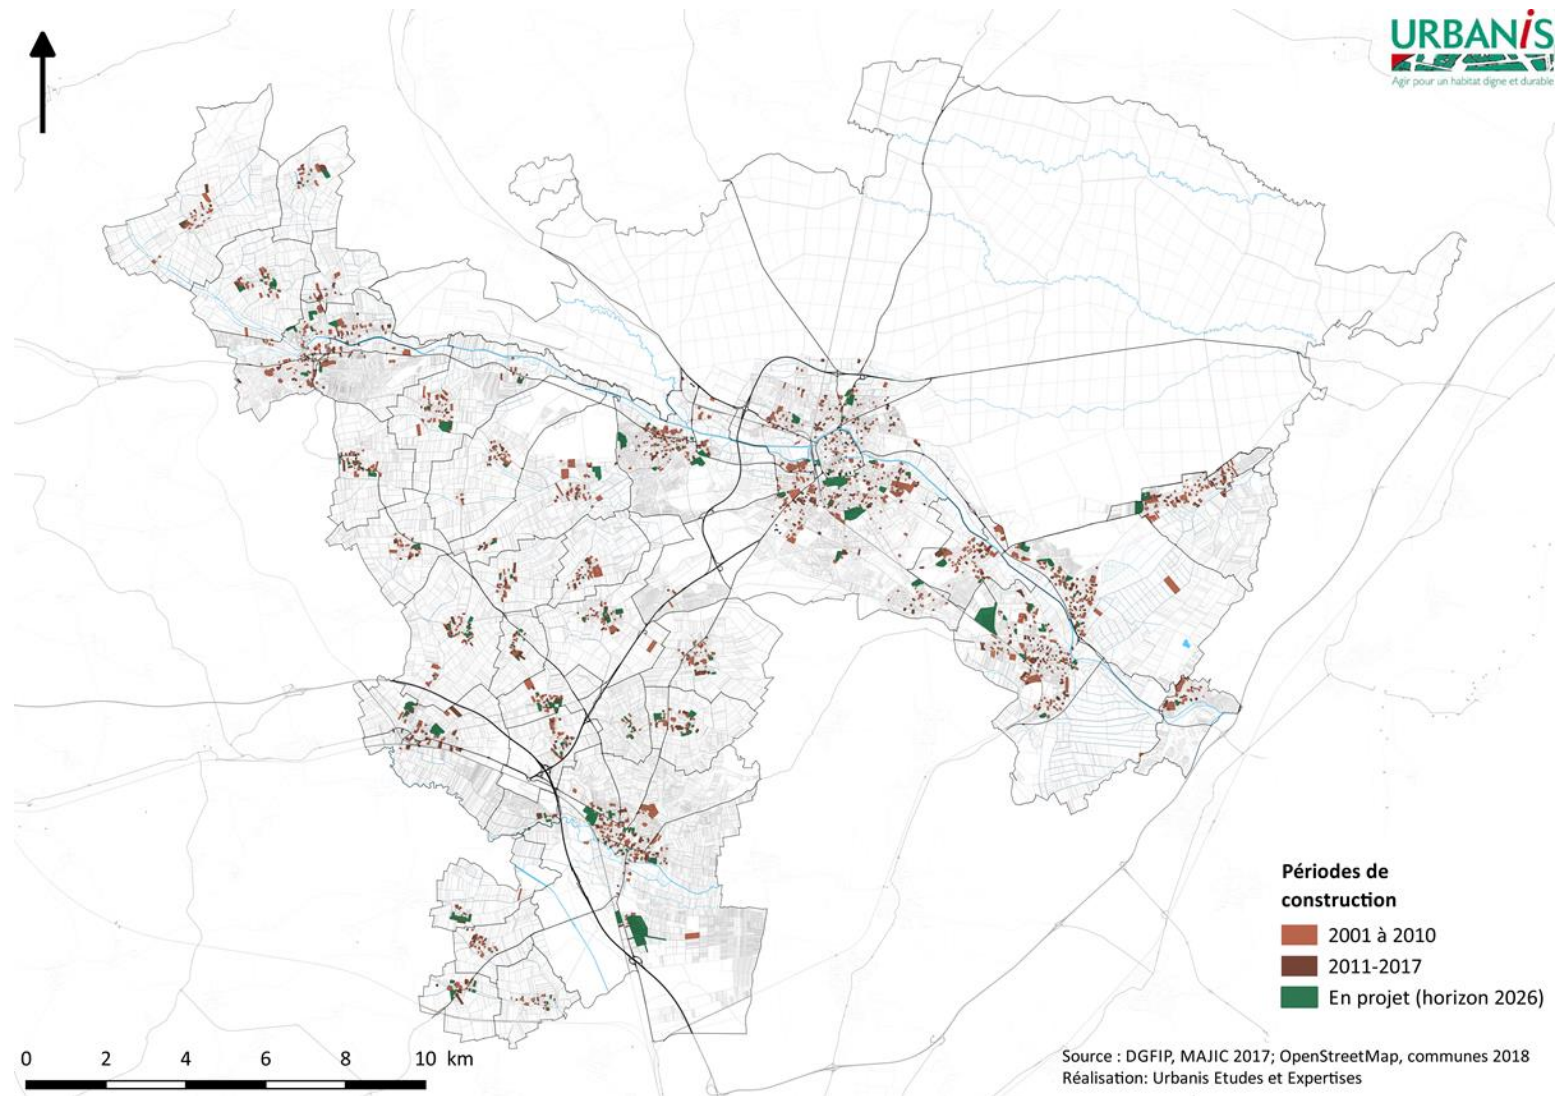 URBANiS
Agir pour un habitat digne et durable
Périodes de
construction
2001 à 2010
2011-2017
En projet (horizon 2026)
0 2 4 6 8 10 km
Source : DGFIP, MAJIC 2017; OpenStreetMap, communes 2018
Réalisation: Urbanis Etudes et Expertises